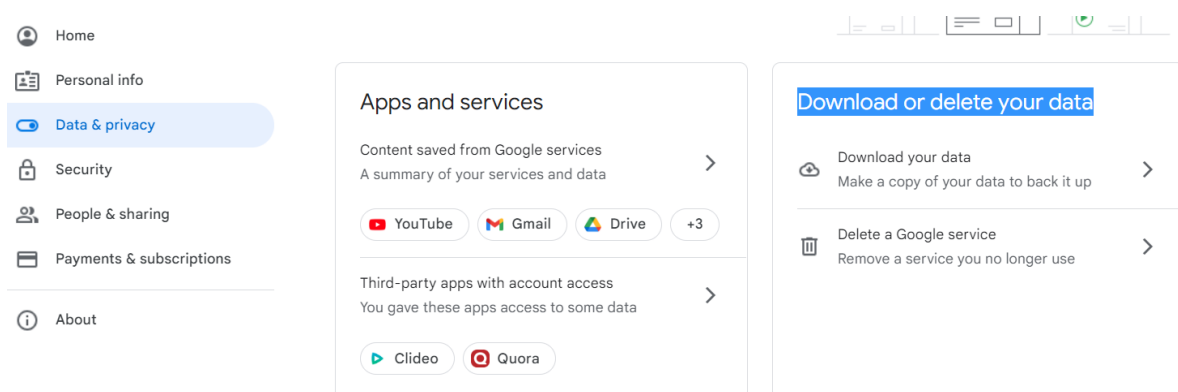 Home
Personal info
Data & privacy
Security
People & sharing
Payments & subscriptions
About
Apps and services
Content saved from Google services
A summary of your services and data
YouTube
Gmail
Drive
+3
Third-party apps with account access
You gave these apps access to some data
Clideo
Quora
Download or delete your data
Download your data
Make a copy of your data to back it up
Delete a Google service
Remove a service you no longer use